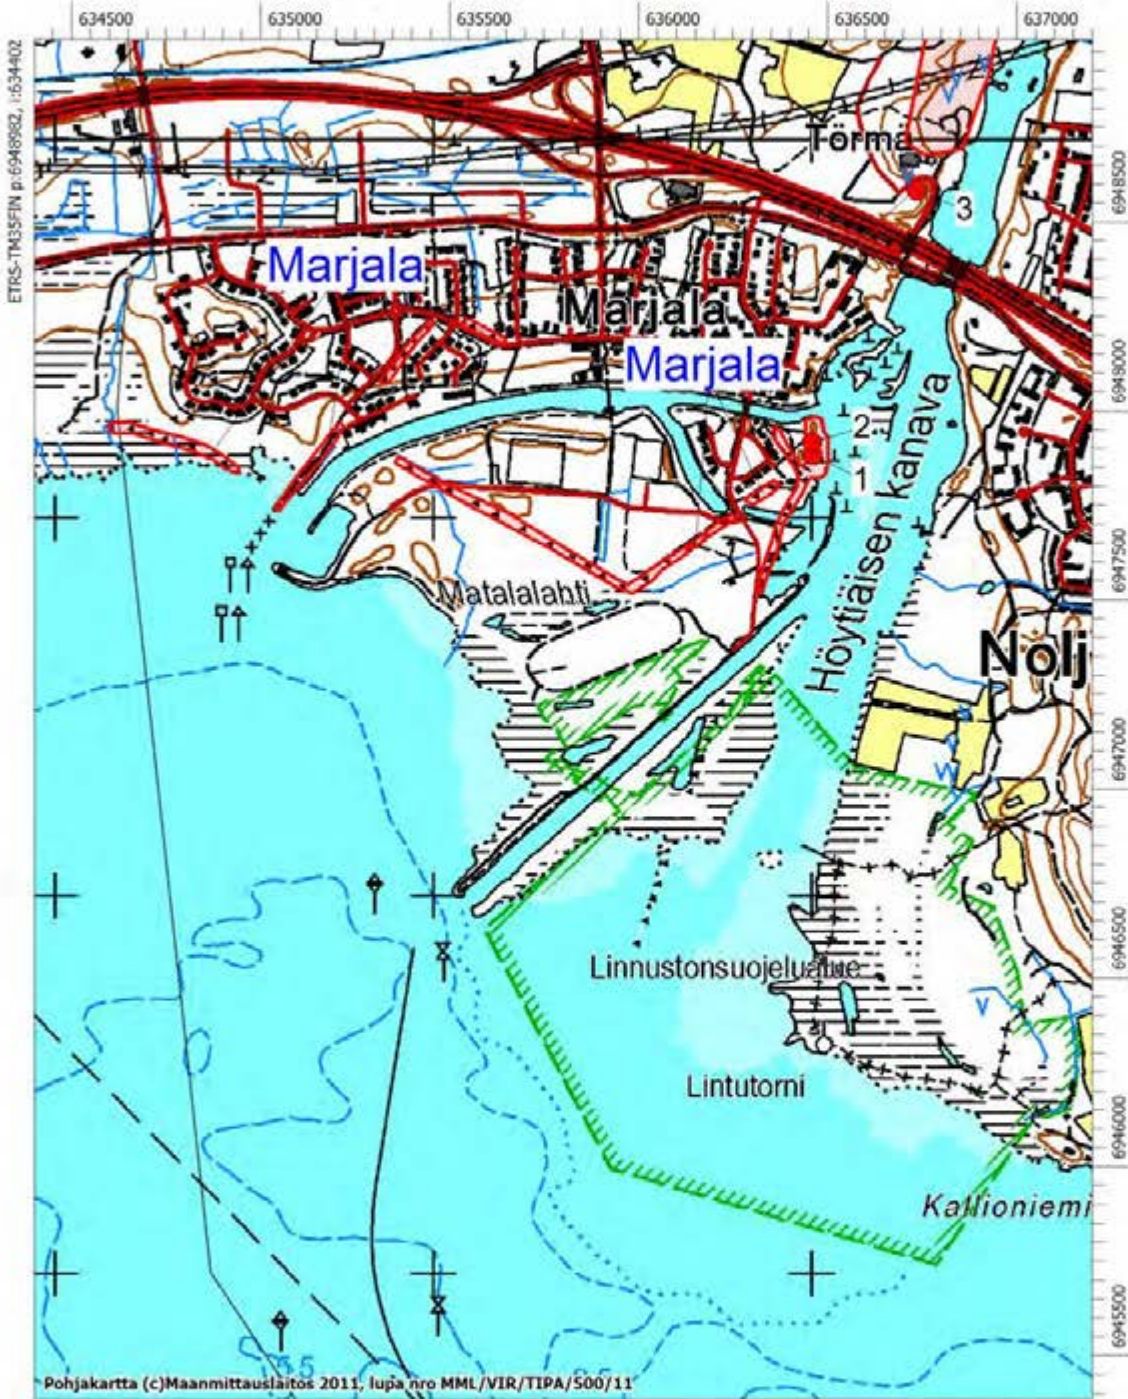 634500
635000
635500
636000
636500
637000
ETRS-TM35FIN p:6948982, i:634402
Törmä
6948500
3
Marjala
Marjala
Marjala
6948000
2
1
Höytiäisen kanava
6947500
Matalalahti
Nolj
6947000
6946500
Linnustonsuojelualue
Lintutorni
6946000
Kallioniemi
6945500
Pohjakartta (c)Maanmittauslaitos 2011, lupa nro MML/VIR/TIPA/500/11